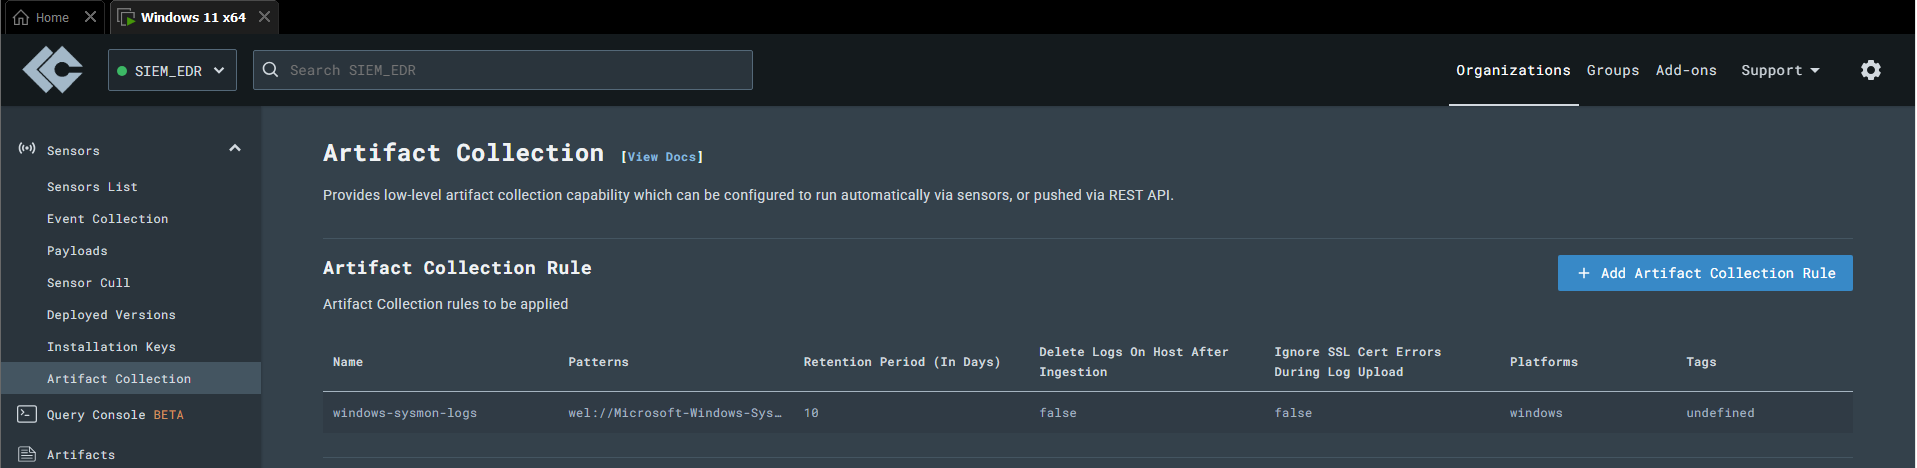 Home
Windows 11 x64
SIEM_EDR
Search SIEM_EDR
Organizations Groups Add-ons Support
Sensors
Sensors List
Event Collection
Payloads
Sensor Cull
Deployed Versions
Installation Keys
Artifact Collection
Query Console BETA
Artifacts
Artifact Collection [View Docs]
Provides low-level artifact collection capability which can be configured to run automatically via sensors, or pushed via REST API.
Artifact Collection Rule
+ Add Artifact Collection Rule
Artifact Collection rules to be applied
Name Patterns Retention Period (In Days) Delete Logs On Host After Ingestion Ignore SSL Cert Errors During Log Upload Platforms Tags
windows-sysmon-logs wel://Microsoft-Windows-Sys… 10 false false windows undefined